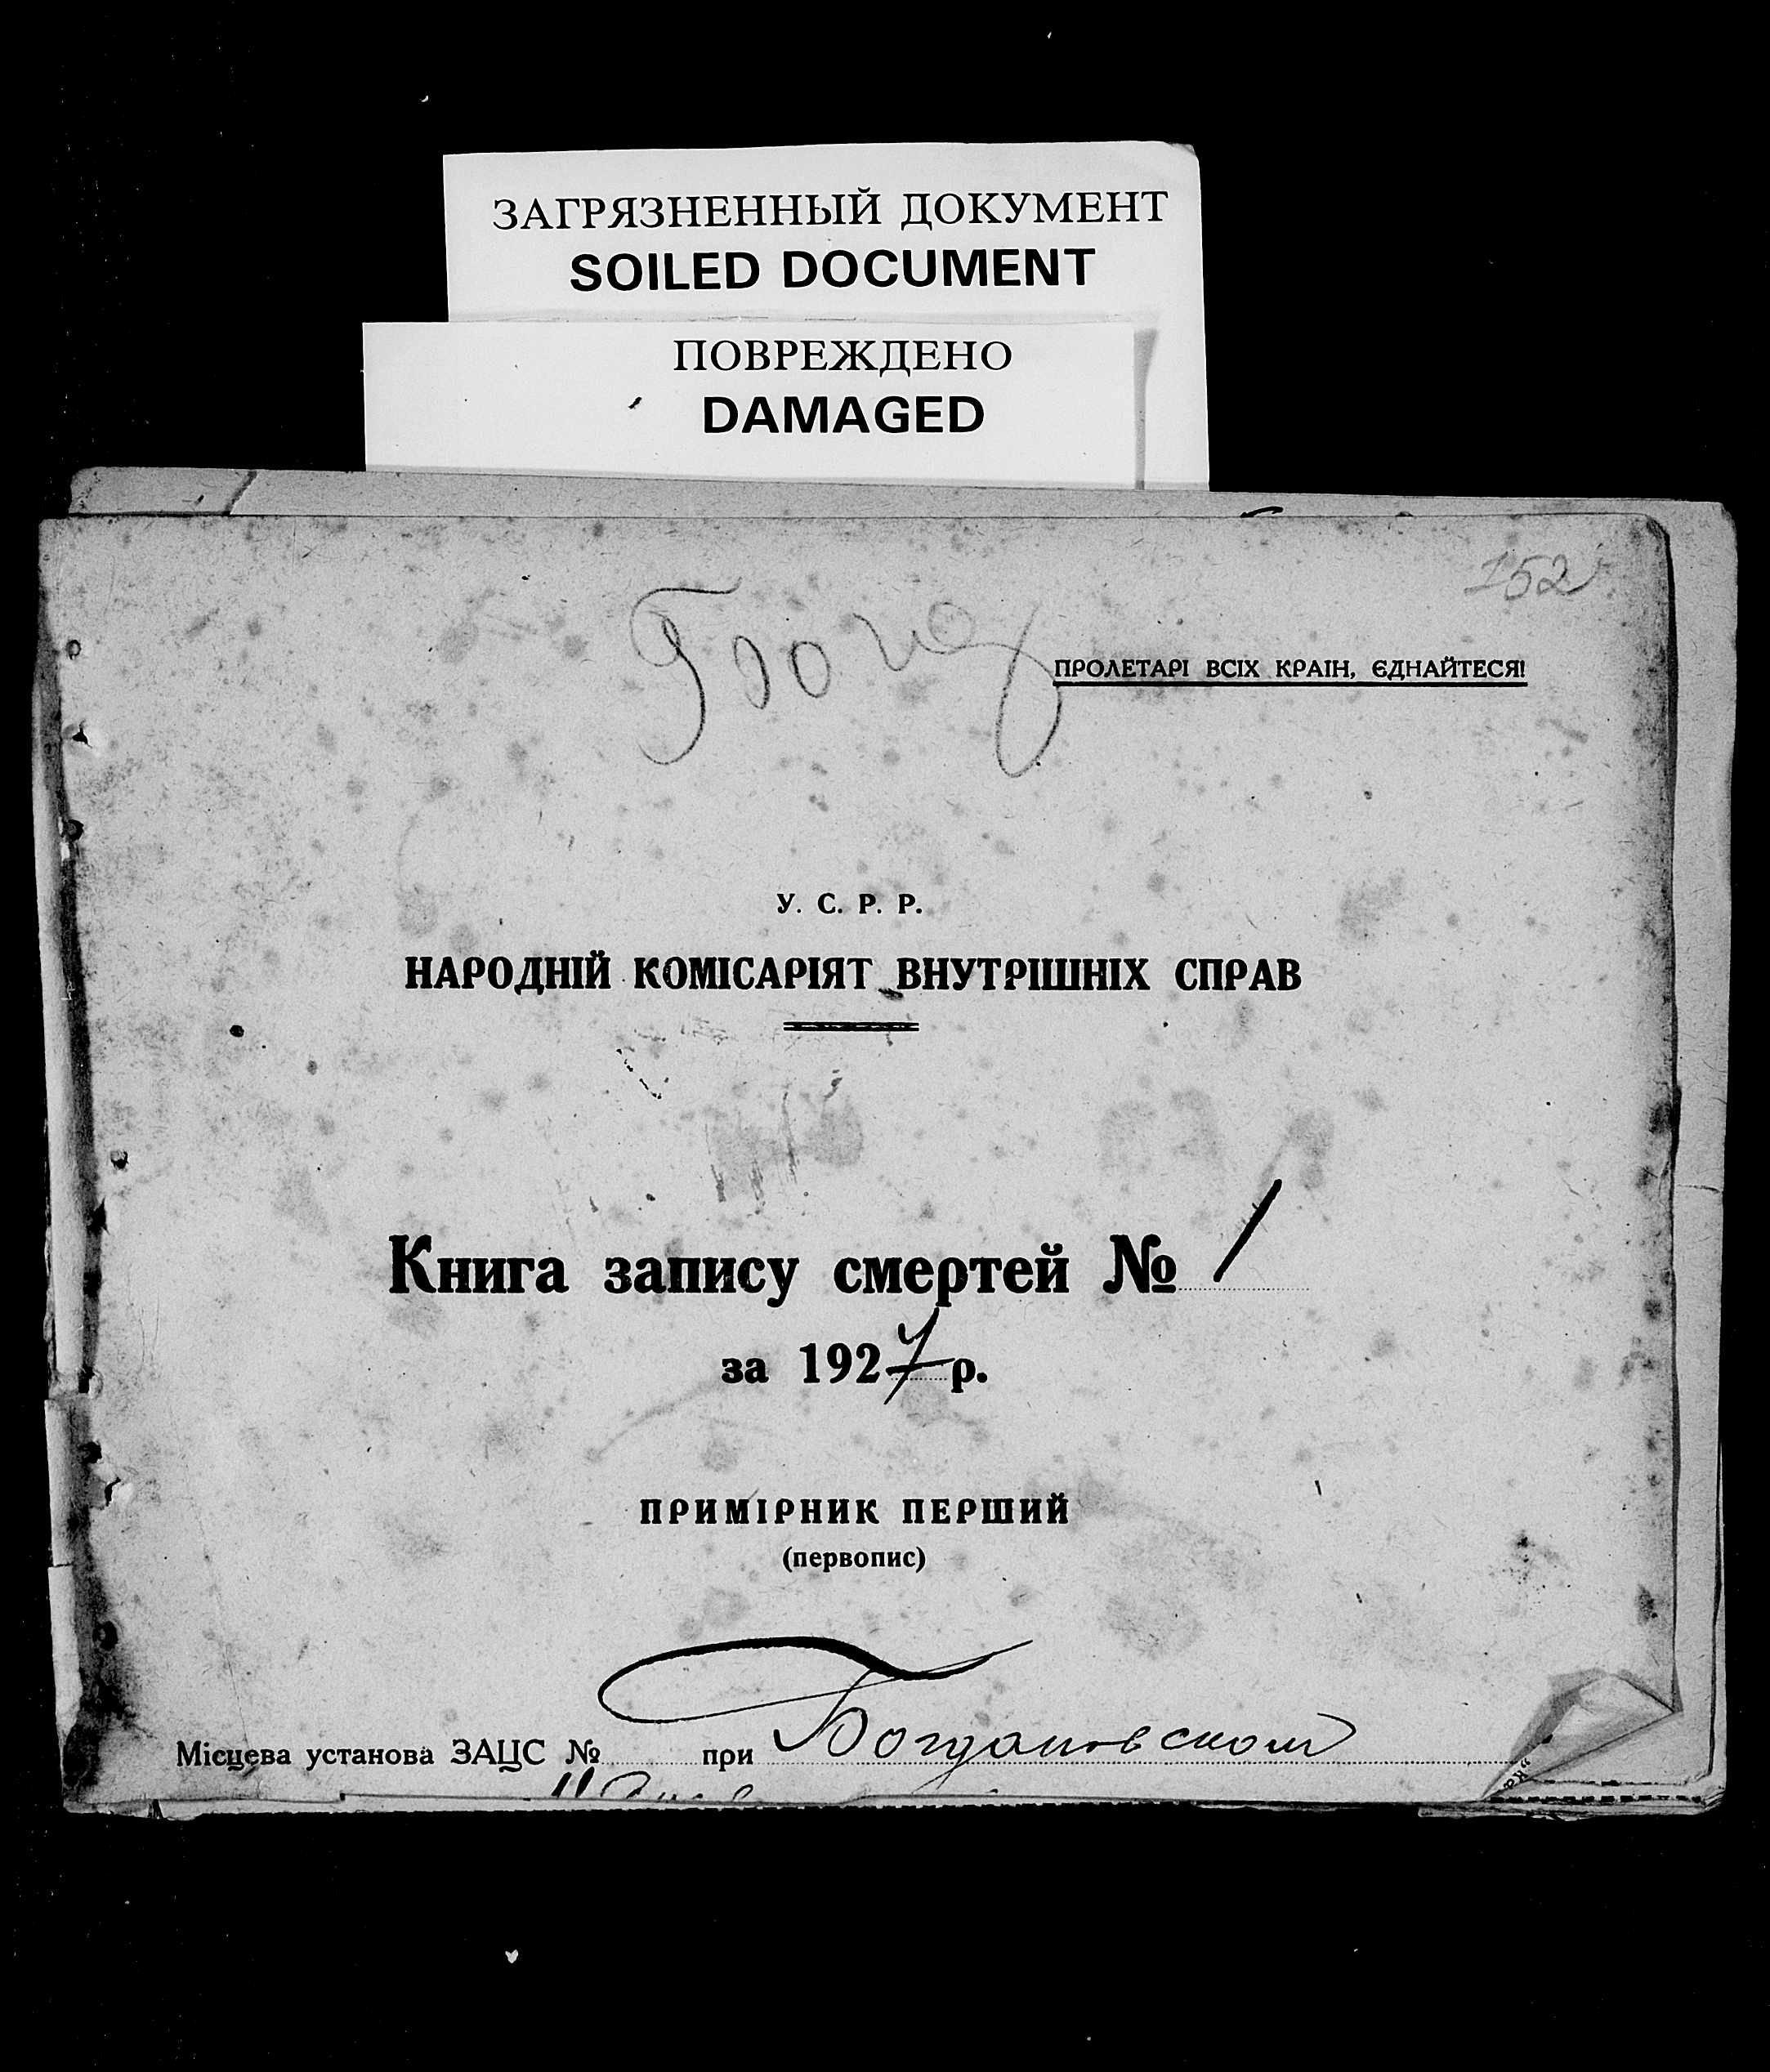 ЗАГРЯЗНЕННЫЙ ДОКУМЕНТ
SOILED DOCUMENT
ПОВРЕЖДЕНО
DAMAGED
152
ПРОЛЕТАРІ ВСІХ КРАІН, ЄДНАЙТЕСЯ!
У. С. Р. Р.
НАРОДНІЙ КОМІСАРІЯТ ВНУТРІШНІХ СПРАВ
Книга запису смертей № 1
за 1927 р.
ПРИМІРНИК ПЕРШИЙ
(первопис)
Місцева установа ЗАЦС № при Богдановском